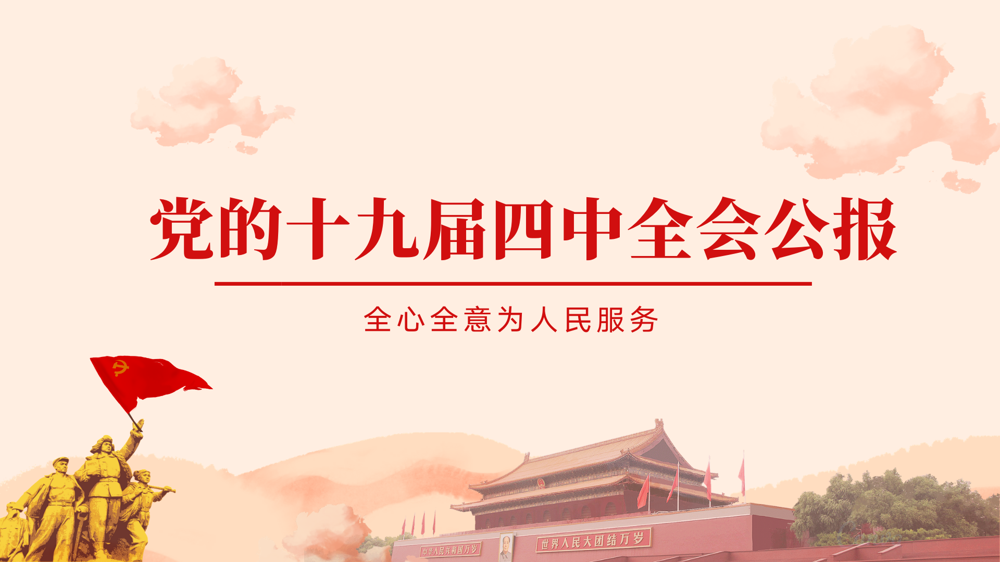 党的十九届四中全会公报
全心全意为人民服务
中华人民共和国万岁
世界人民大团结万岁